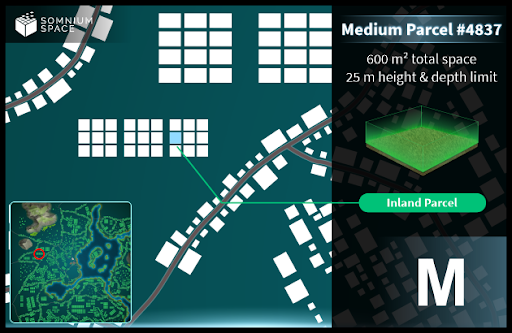 SOMNIUM
SPACE
Medium Parcel #4837
600 m² total space
25 m height & depth limit
Inland Parcel
M